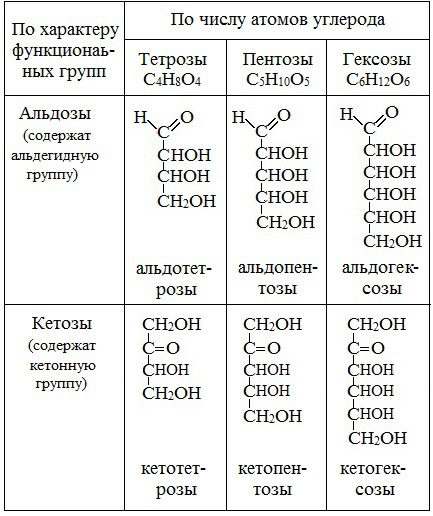 По характеру
функционаь-
ьных групп
По числу атомов углерода
Тетрозы
C4H8O4
Пентозы
C5H10O5
Гексозы
C6H12O6
Альдозы
(содержат
альдегидную
группу)
H C O
CHOH
CHOH
CH2OH
альдотет-
розы
H C O
CHOH
CHOH
CHOH
CH2OH
альдопен-
тозы
H C O
CHOH
CHOH
CHOH
CHOH
CH2OH
альдогек-
созы
Кетозы
(содержат
кетонную
группу)
CH2OH
C=O
CHOH
CH2OH
кетотет-
розы
CH2OH
C=O
CHOH
CHOH
CH2OH
кетопен-
тозы
CH2OH
C=O
CHOH
CHOH
CHOH
CH2OH
кетогек-
созы